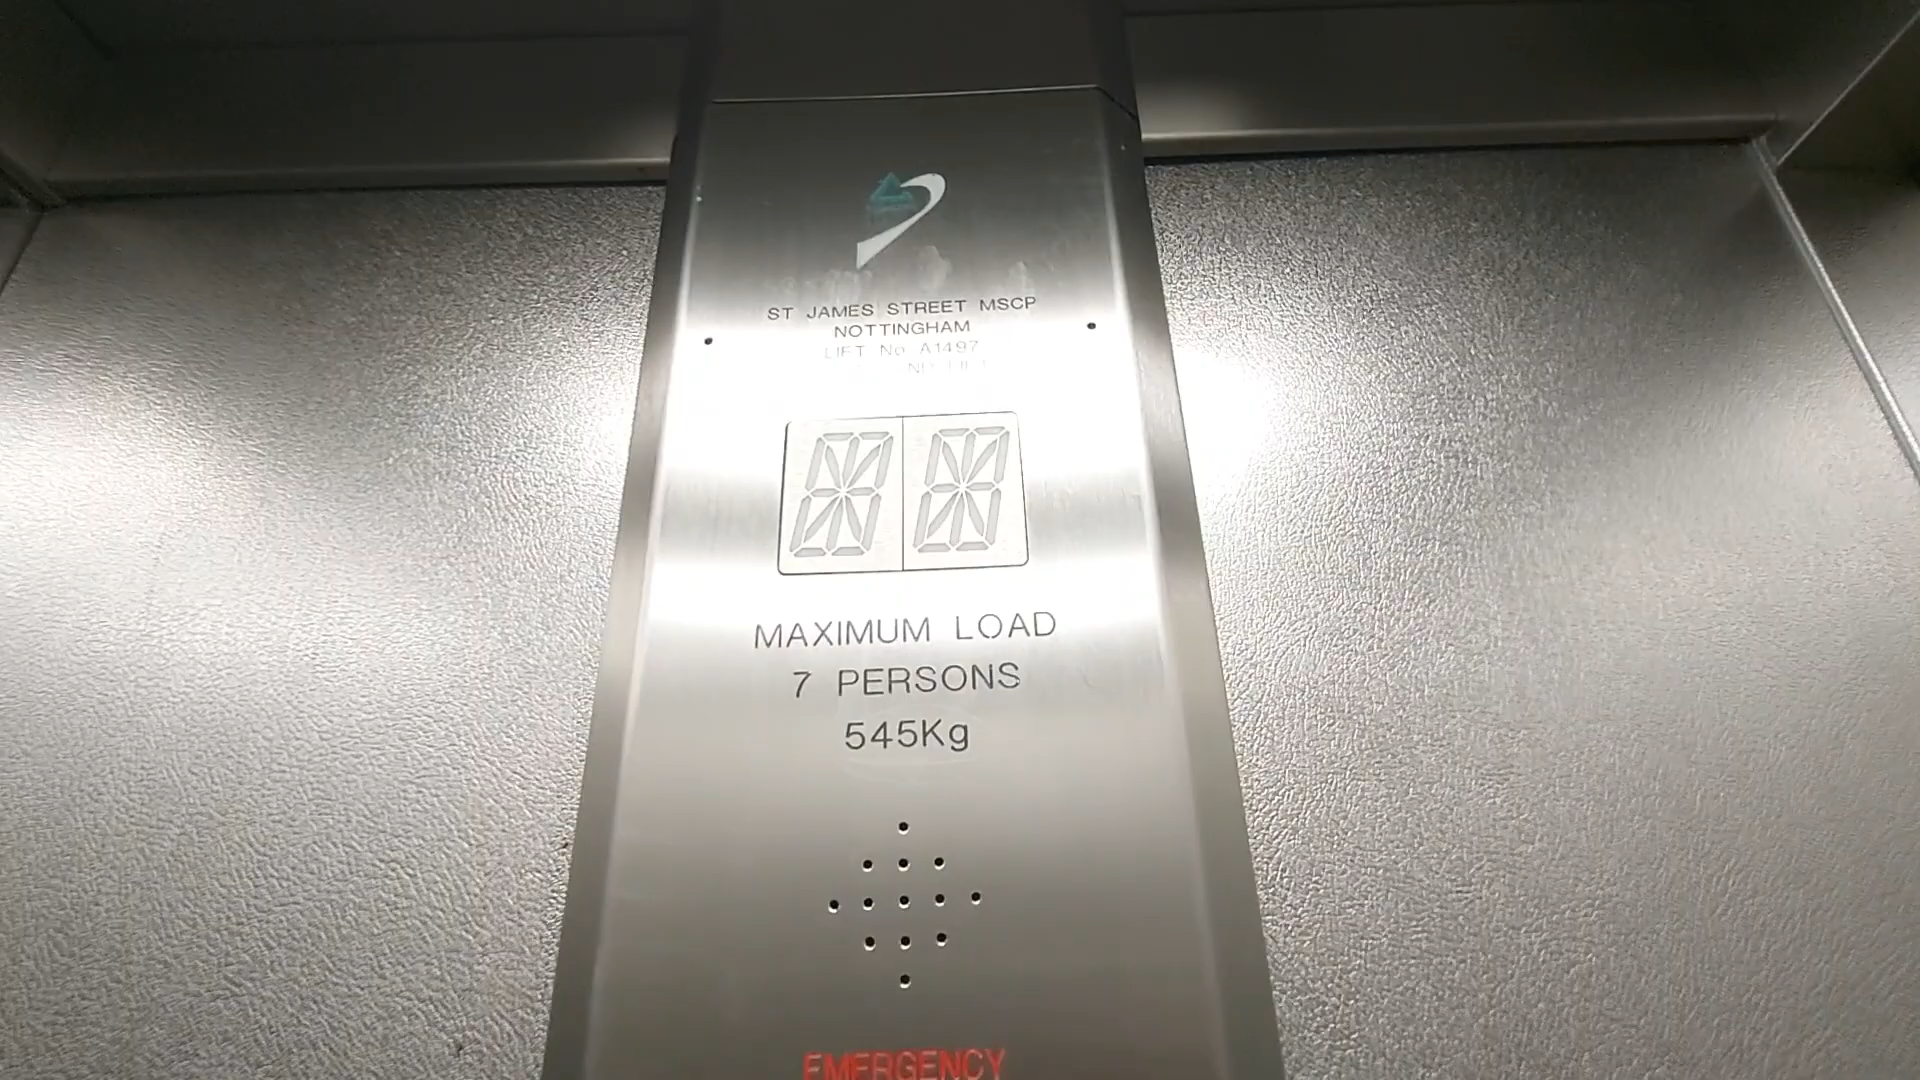 ST JAMES STREET MSCP
NOTTINGHAM
LIFT No A1497
MAXIMUM LOAD
7 PERSONS
545Kg
EMERGENCY